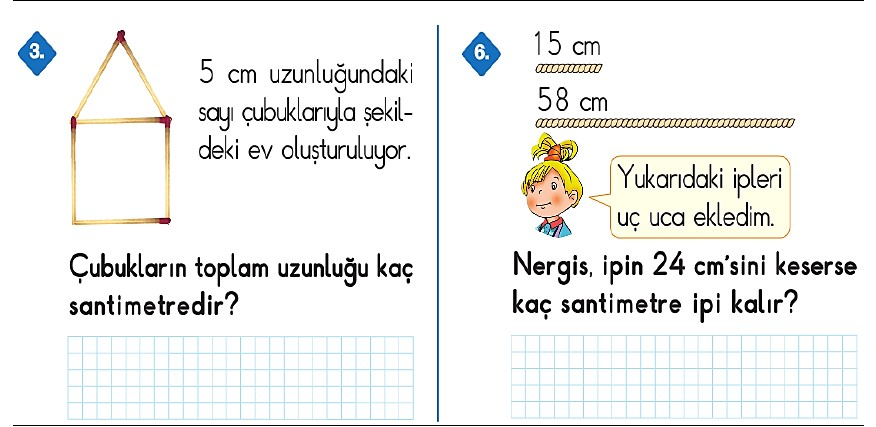 3.
5 cm uzunluğundaki
sayı çubuklarıyla şekil-
deki ev oluşturuluyor.
Çubukların toplam uzunluğu kaç
santimetredir?
6.
15 cm
58 cm
Yukarıdaki ipleri
uç uca ekledim.
Nergis, ipin 24 cm'sini keserse
kaç santimetre ipi kalır?